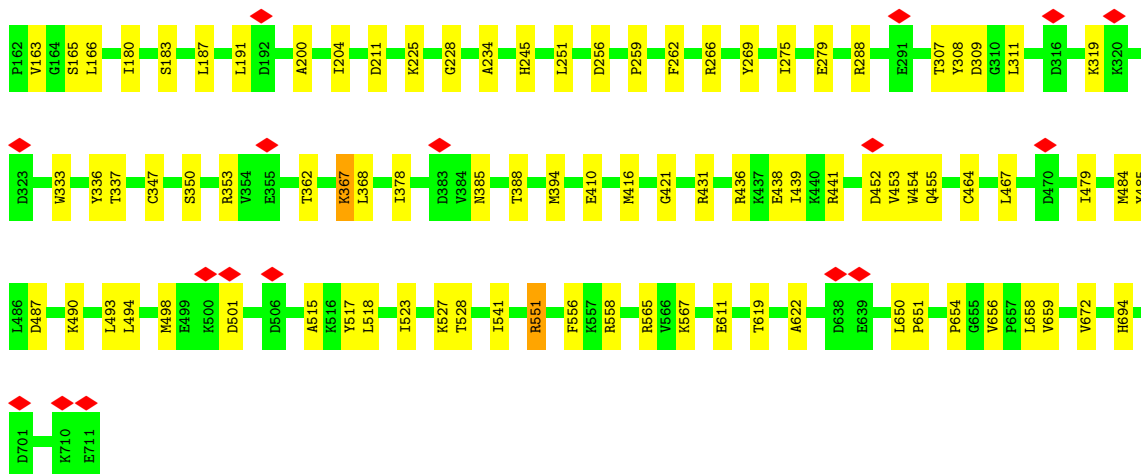 P162 V163 G164 S165 L166 I180 S183 L187 L191 D192 A200 I204 D211 K225 G228 A234 H245 L251 D256 P259 F262 R266 Y269 I275 E279 R288 E291 T307 Y308 D309 G310 L311 D316 K319 K320
D323 W333 Y336 T337 C347 S350 R353 V354 E355 T362 K367 L368 I378 D383 V384 N385 T388 M394 E410 M416 G421 R431 R436 K437 E438 I439 K440 R441 D452 V453 W454 Q455 C464 L467 D470 I479 M484 Y485
L486 D487 K490 L493 L494 M498 E499 K500 D501 D506 A515 K516 Y517 L518 I523 K527 T528 I541 R551 F556 K557 R558 R565 V566 K567 E611 T619 A622 D638 E639 L650 P651 P654 G655 V656 P657 L658 V659 V672 H694
D701 K710 E711